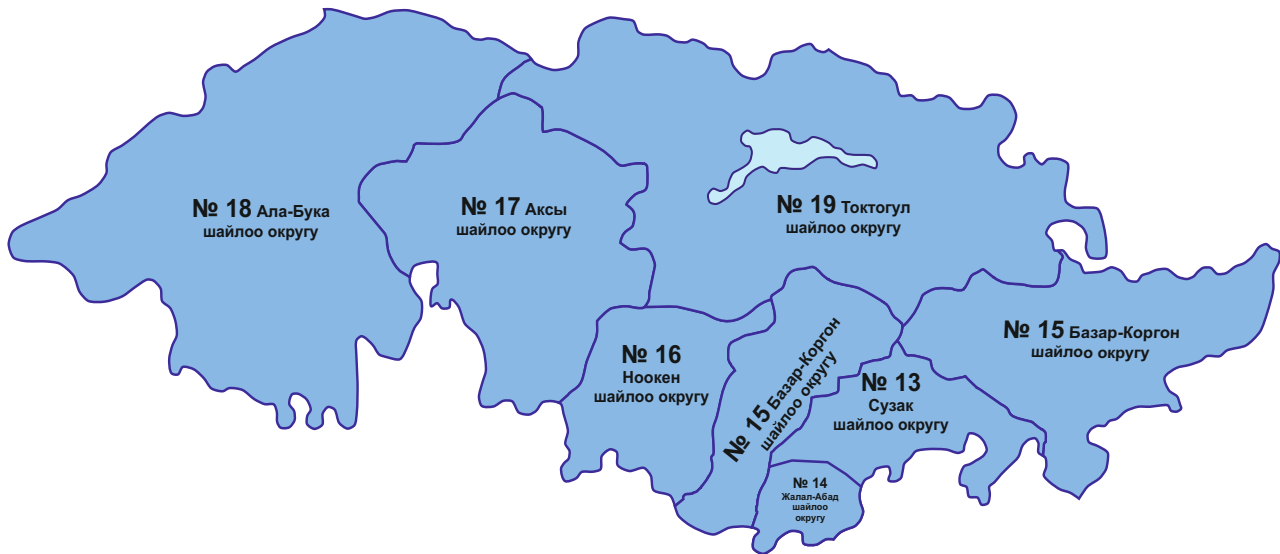 № 18 Ала-Бука
шайлоо округу
№ 17 Аксы
шайлоо округу
№ 19 Токтогул
шайлоо округу
№ 15 Базар-Коргон
шайлоо округу
№ 16
Ноокен
шайлоо округу
№ 15 Базар-Коргон
шайлоо округу
№ 13
Сузак
шайлоо округу
№ 14
Жалал-Абад
шайлоо
округу